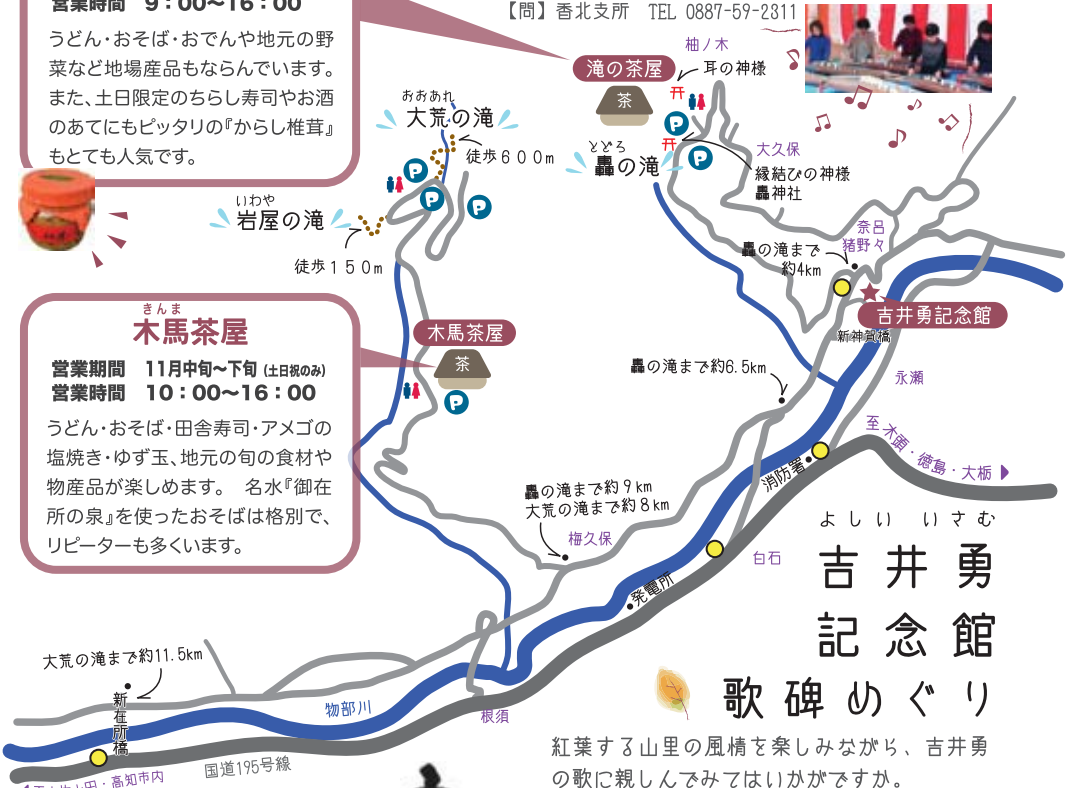 営業時間 9:00〜16:00
うどん・おそば・おでんや地元の野
菜など地場産品もならんでいます。
また、土日限定のちらし寿司やお酒
のあてにもピッタリの『からし椎茸』
もとても人気です。
【問】香北支所 TEL 0887-59-2311
柚ノ木
滝の茶屋
耳の神様
茶
おおあれ
大荒の滝
徒歩600m
P
P
P
P
P
とどろ
轟の滝
大久保
縁結びの神様
轟神社
いわや
岩屋の滝
徒歩150m
奈呂
猪野々
轟の滝まで
約4km
吉井勇記念館
新神賀橋
きんま
木馬茶屋
営業期間 11月中旬〜下旬(土日祝のみ)
営業時間 10:00〜16:00
うどん・おそば・田舎寿司・アメゴの
塩焼き・ゆず玉、地元の旬の食材や
物産品が楽しめます。 名水『御在
所の泉』を使ったおそばは格別で、
リピーターも多くいます。
木馬茶屋
茶
P
轟の滝まで約6.5km
永瀬
至 木頭・徳島・大栃
消防署
轟の滝まで約9km
大荒の滝まで約8km
梅久保
白石
発電所
よしい いさむ
吉井勇
記念館
歌碑めぐり
紅葉する山里の風情を楽しみながら、吉井勇
の歌に親しんでみてはいかがですか。
大荒の滝まで約11.5km
新在所橋
物部川
根須
国道195号線
田・高知市内